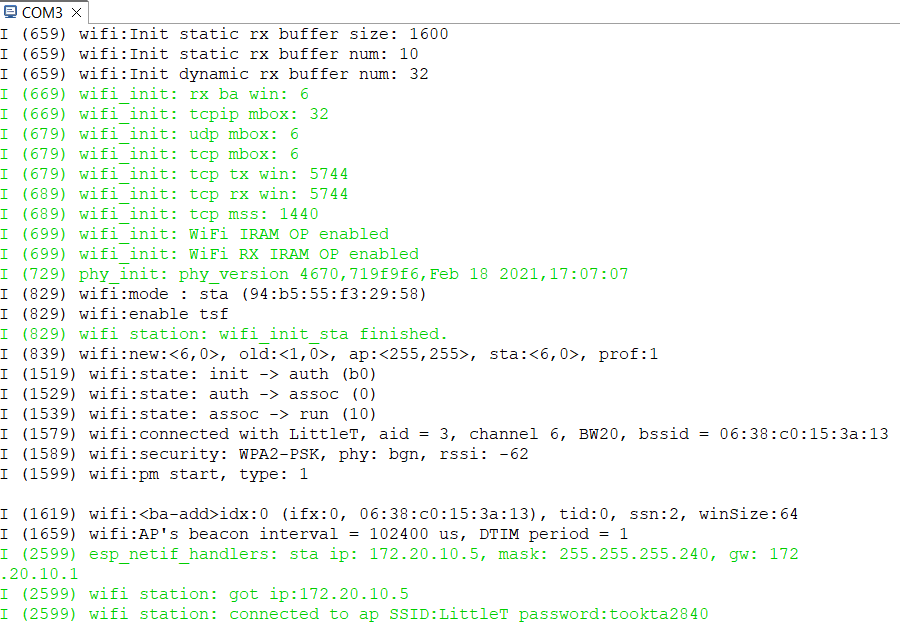 COM3
I (659) wifi:Init static rx buffer size: 1600
I (659) wifi:Init static rx buffer num: 10
I (659) wifi:Init dynamic rx buffer num: 32
I (669) wifi_init: rx ba win: 6
I (669) wifi_init: tcpip mbox: 32
I (679) wifi_init: udp mbox: 6
I (679) wifi_init: tcp mbox: 6
I (679) wifi_init: tcp tx win: 5744
I (689) wifi_init: tcp rx win: 5744
I (689) wifi_init: tcp mss: 1440
I (699) wifi_init: WiFi IRAM OP enabled
I (699) wifi_init: WiFi RX IRAM OP enabled
I (729) phy_init: phy_version 4670,719f9f6,Feb 18 2021,17:07:07
I (829) wifi:mode : sta (94:b5:55:f3:29:58)
I (829) wifi:enable tsf
I (829) wifi station: wifi_init_sta finished.
I (839) wifi:new:<6,0>, old:<1,0>, ap:<255,255>, sta:<6,0>, prof:1
I (1519) wifi:state: init -> auth (b0)
I (1529) wifi:state: auth -> assoc (0)
I (1539) wifi:state: assoc -> run (10)
I (1579) wifi:connected with LittleT, aid = 3, channel 6, BW20, bssid = 06:38:c0:15:3a:13
I (1589) wifi:security: WPA2-PSK, phy: bgn, rssi: -62
I (1599) wifi:pm start, type: 1
I (1619) wifi:<ba-add>idx:0 (ifx:0, 06:38:c0:15:3a:13), tid:0, ssn:2, winSize:64
I (1659) wifi:AP's beacon interval = 102400 us, DTIM period = 1
I (2599) esp_netif_handlers: sta ip: 172.20.10.5, mask: 255.255.255.240, gw: 172
.20.10.1
I (2599) wifi station: got ip:172.20.10.5
I (2599) wifi station: connected to ap SSID:LittleT password:tookta2840